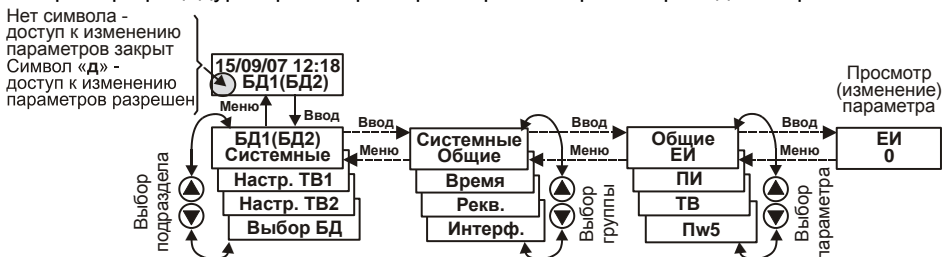 Нет символа -
доступ к изменению
параметров закрыт
Символ «д» -
доступ к изменению
параметров разрешен
15/09/07 12:18
БД1(БД2)
Меню
Ввод
БД1(БД2)
Системные
Настр. ТВ1
Настр. ТВ2
Выбор БД
Выбор
подраздела
Ввод
Меню
Системные
Общие
Время
Рекв.
Интерф.
Выбор
группы
Ввод
Меню
Общие
ЕИ
ПИ
ТВ
Пw5
Выбор
параметра
Ввод
Меню
Просмотр
(изменение)
параметра
ЕИ
0